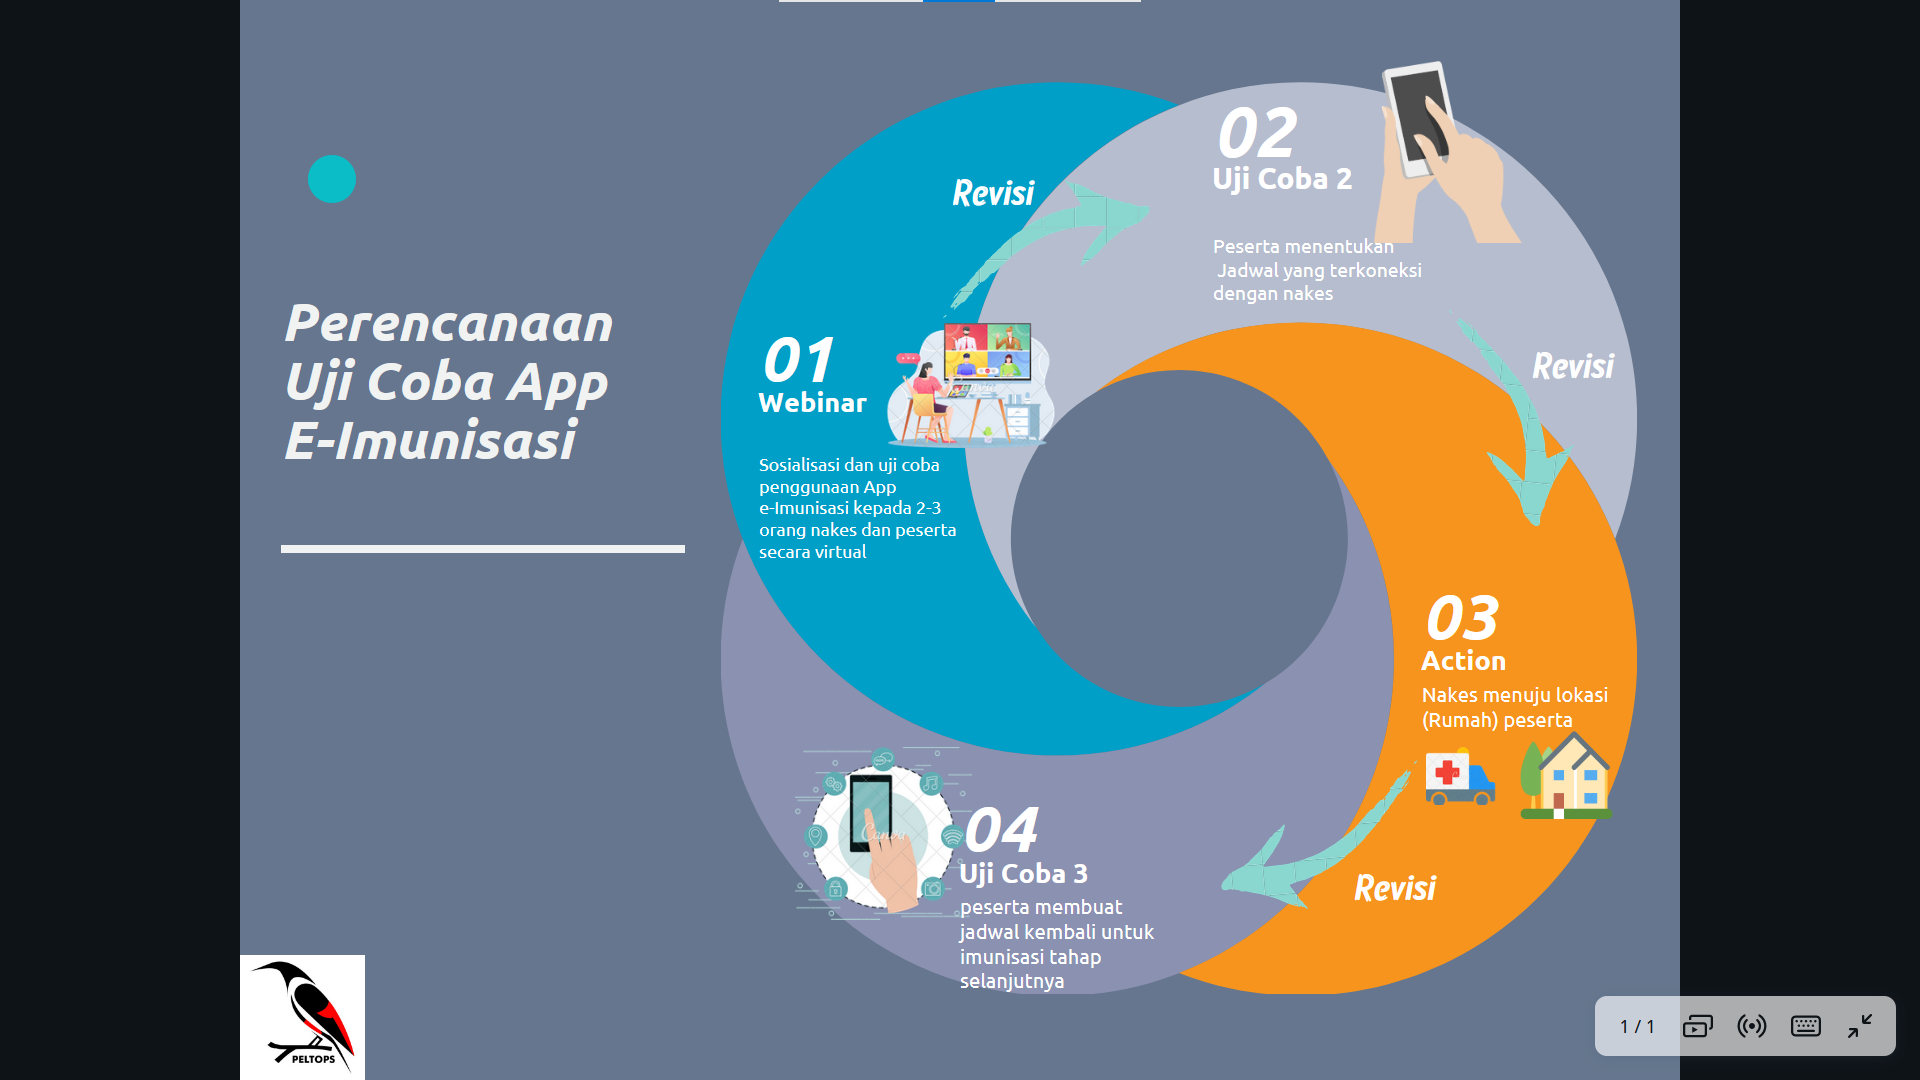 Perencanaan
Uji Coba App
E-Imunisasi
01
Webinar
Sosialisasi dan uji coba
penggunaan App
e-Imunisasi kepada 2-3
orang nakes dan peserta
secara virtual
Revisi
02
Uji Coba 2
Peserta menentukan
Jadwal yang terkoneksi
dengan nakes
Revisi
03
Action
Nakes menuju lokasi
(Rumah) peserta
Revisi
04
Uji Coba 3
peserta membuat
jadwal kembali untuk
imunisasi tahap
selanjutnya
Canva
PELTOPS
1 / 1